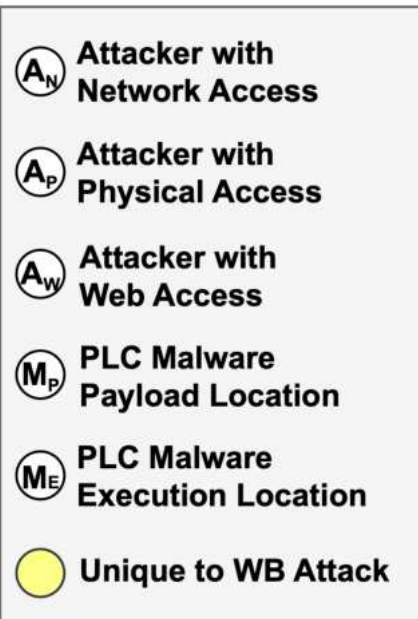 A_N Attacker with
Network Access
A_P Attacker with
Physical Access
A_W Attacker with
Web Access
M_P PLC Malware
Payload Location
M_E PLC Malware
Execution Location
Unique to WB Attack